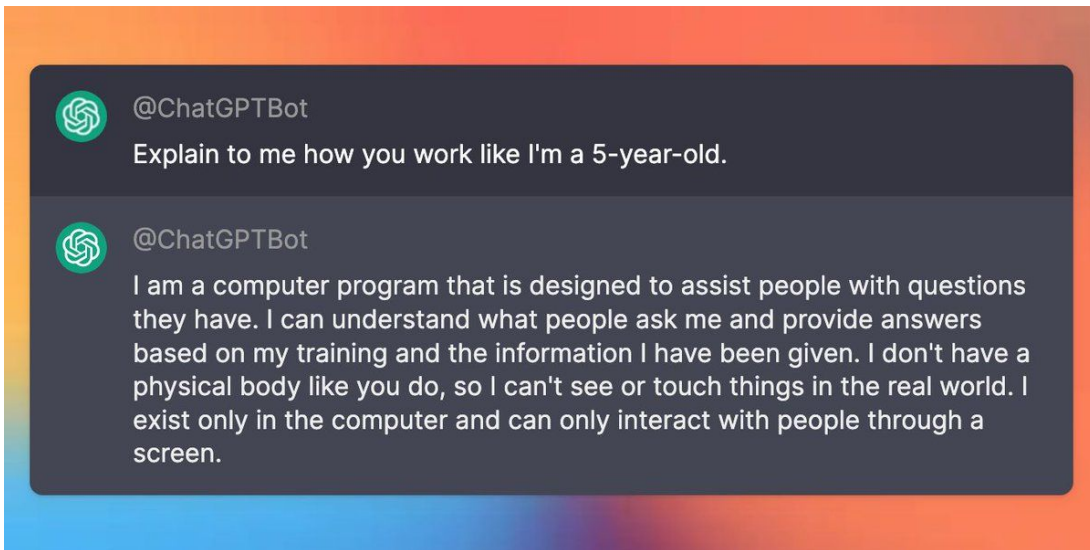 @ChatGPTBot
Explain to me how you work like I'm a 5-year-old.
@ChatGPTBot
I am a computer program that is designed to assist people with questions
they have. I can understand what people ask me and provide answers
based on my training and the information I have been given. I don't have a
physical body like you do, so I can't see or touch things in the real world. I
exist only in the computer and can only interact with people through a
screen.